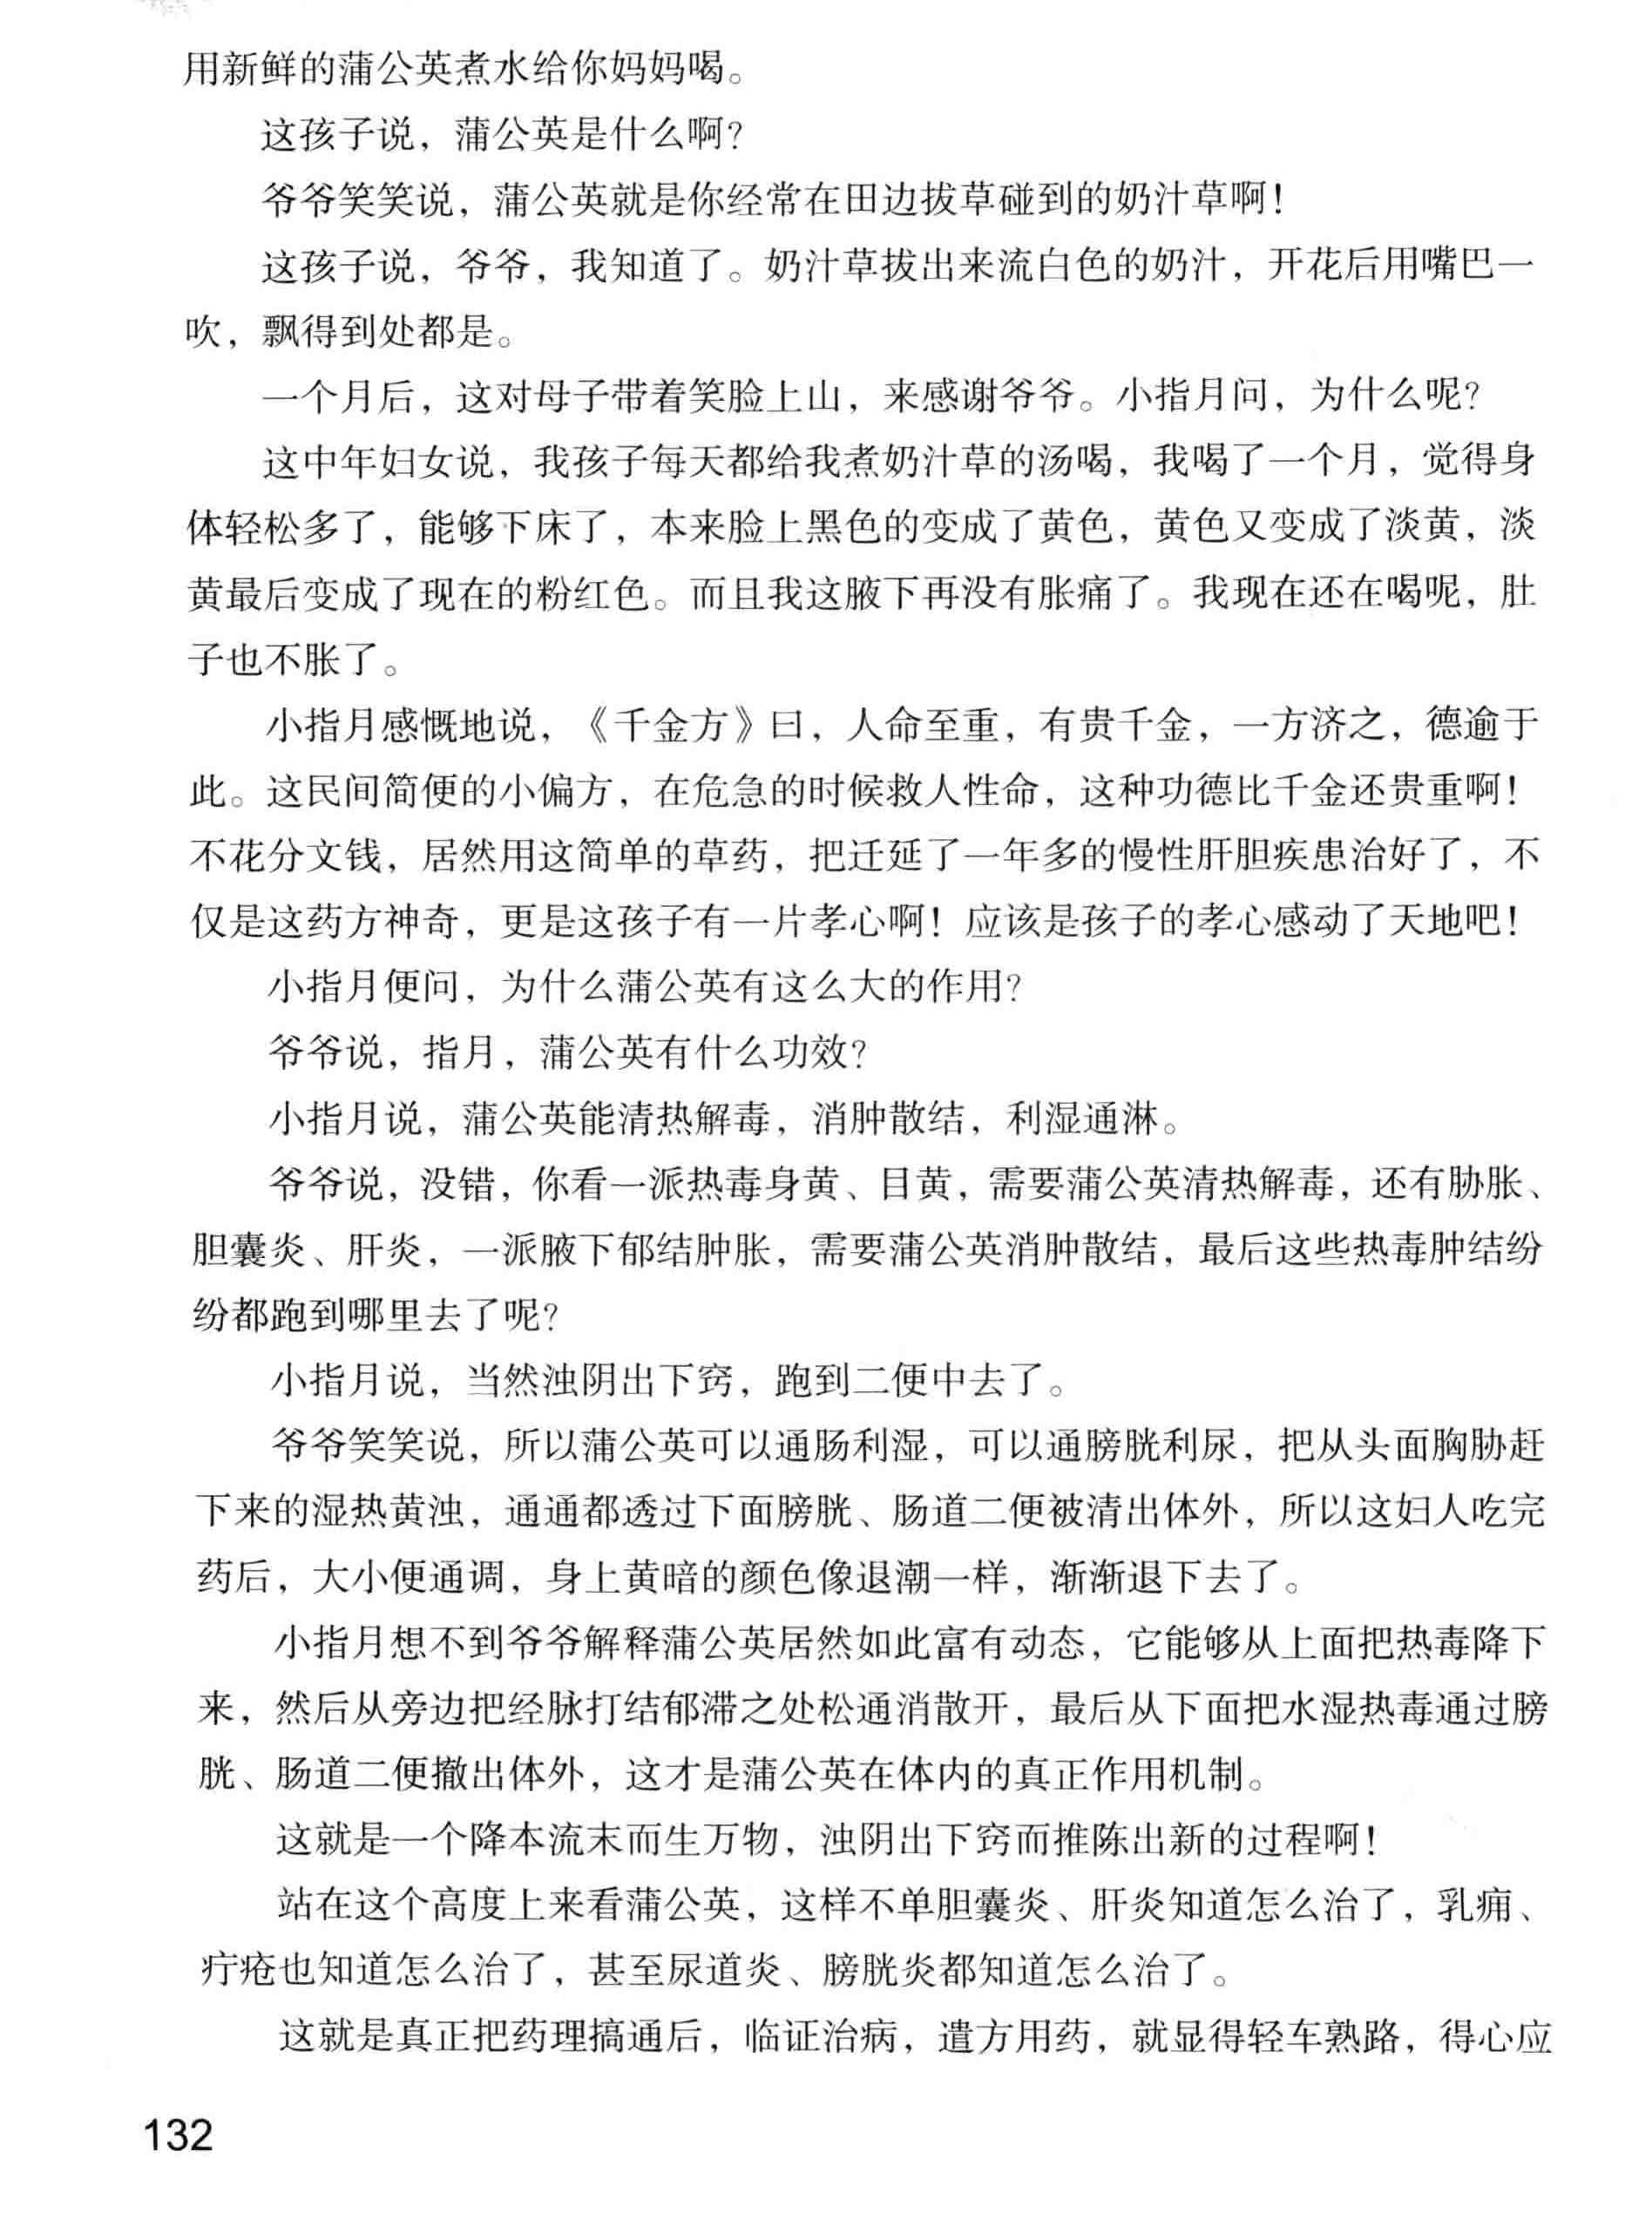 用新鲜的蒲公英煮水给你妈妈喝。
这孩子说，蒲公英是什么啊？
爷爷笑笑说，蒲公英就是你经常在田边拔草碰到的奶汁草啊！
这孩子说，爷爷，我知道了。奶汁草拔出来流白色的奶汁，开花后用嘴巴一
吹，飘得到处都是。
一个月后，这对母子带着笑脸上山，来感谢爷爷。小指月问，为什么呢？
这中年妇女说，我孩子每天都给我煮奶汁草的汤喝，我喝了一个月，觉得身
体轻松多了，能够下床了，本来脸上黑色的变成了黄色，黄色又变成了淡黄，淡
黄最后变成了现在的粉红色。而且我这腋下再没有胀痛了。我现在还在喝呢，肚
子也不胀了。
小指月感慨地说，《千金方》曰，人命至重，有贵千金，一方济之，德逾于
此。这民间简便的小偏方，在危急的时候救人性命，这种功德比千金还贵重啊！
不花分文钱，居然用这简单的草药，把迁延了一年多的慢性肝胆疾患治好了，不
仅是这药方神奇，更是这孩子有一片孝心啊！应该是孩子的孝心感动了天地吧！
小指月便问，为什么蒲公英有这么大的作用？
爷爷说，指月，蒲公英有什么功效？
小指月说，蒲公英能清热解毒，消肿散结，利湿通淋。
爷爷说，没错，你看一派热毒身黄、目黄，需要蒲公英清热解毒，还有胁胀、
胆囊炎、肝炎，一派腋下郁结肿胀，需要蒲公英消肿散结，最后这些热毒肿结纷
纷都跑到哪里去了呢？
小指月说，当然浊阴出下窍，跑到二便中去了。
爷爷笑笑说，所以蒲公英可以通肠利湿，可以通膀胱利尿，把从头面胸胁赶
下来的湿热黄浊，通通都透过下面膀胱、肠道二便被清出体外，所以这妇人吃完
药后，大小便通调，身上黄暗的颜色像退潮一样，渐渐退下去了。
小指月想不到爷爷解释蒲公英居然如此富有动态，它能够从上面把热毒降下
来，然后从旁边把经脉打结郁滞之处松通消散开，最后从下面把水湿热毒通过膀
胱、肠道二便撤出体外，这才是蒲公英在体内的真正作用机制。
这就是一个降本流末而生万物，浊阴出下窍而推陈出新的过程啊！
站在这个高度上来看蒲公英，这样不单胆囊炎、肝炎知道怎么治了，乳痈、
疔疮也知道怎么治了，甚至尿道炎、膀胱炎都知道怎么治了。
这就是真正把药理搞通后，临证治病，遣方用药，就显得轻车熟路，得心应
132